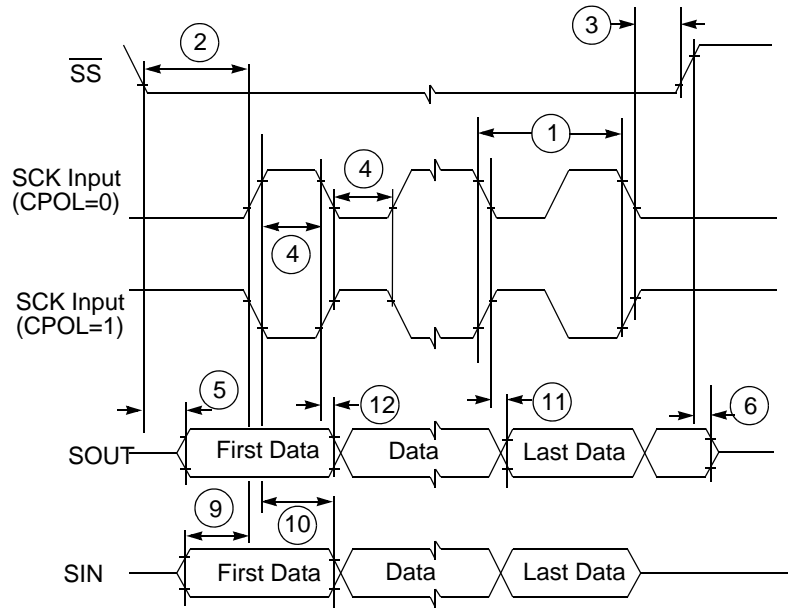 2
3
SS
1
SCK Input
(CPOL=0)
4
4
SCK Input
(CPOL=1)
5
12
11
6
SOUT
First Data
Data
Last Data
9
10
SIN
First Data
Data
Last Data